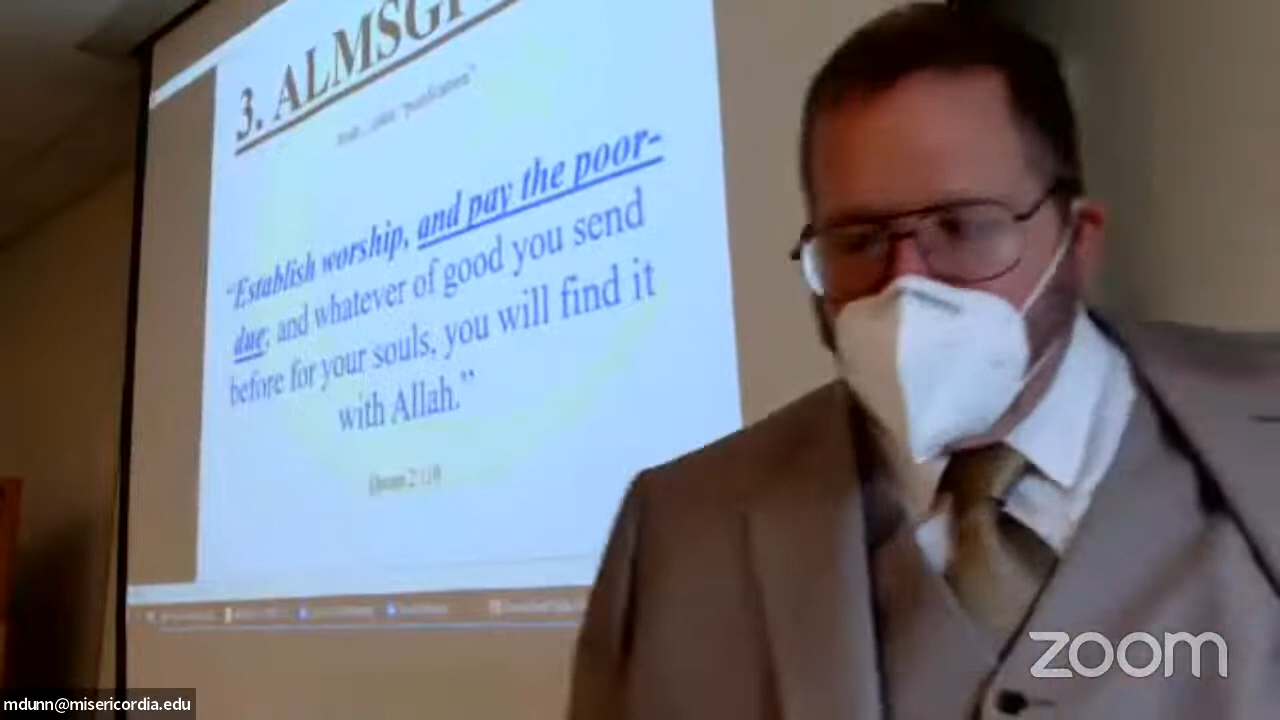 3. ALMSGI
"purification"
"Establish worship, and pay the poor-
due; and whatever of good you send
before for your souls, you will find it
with Allah."
zoom
mdunn@misericordia.edu